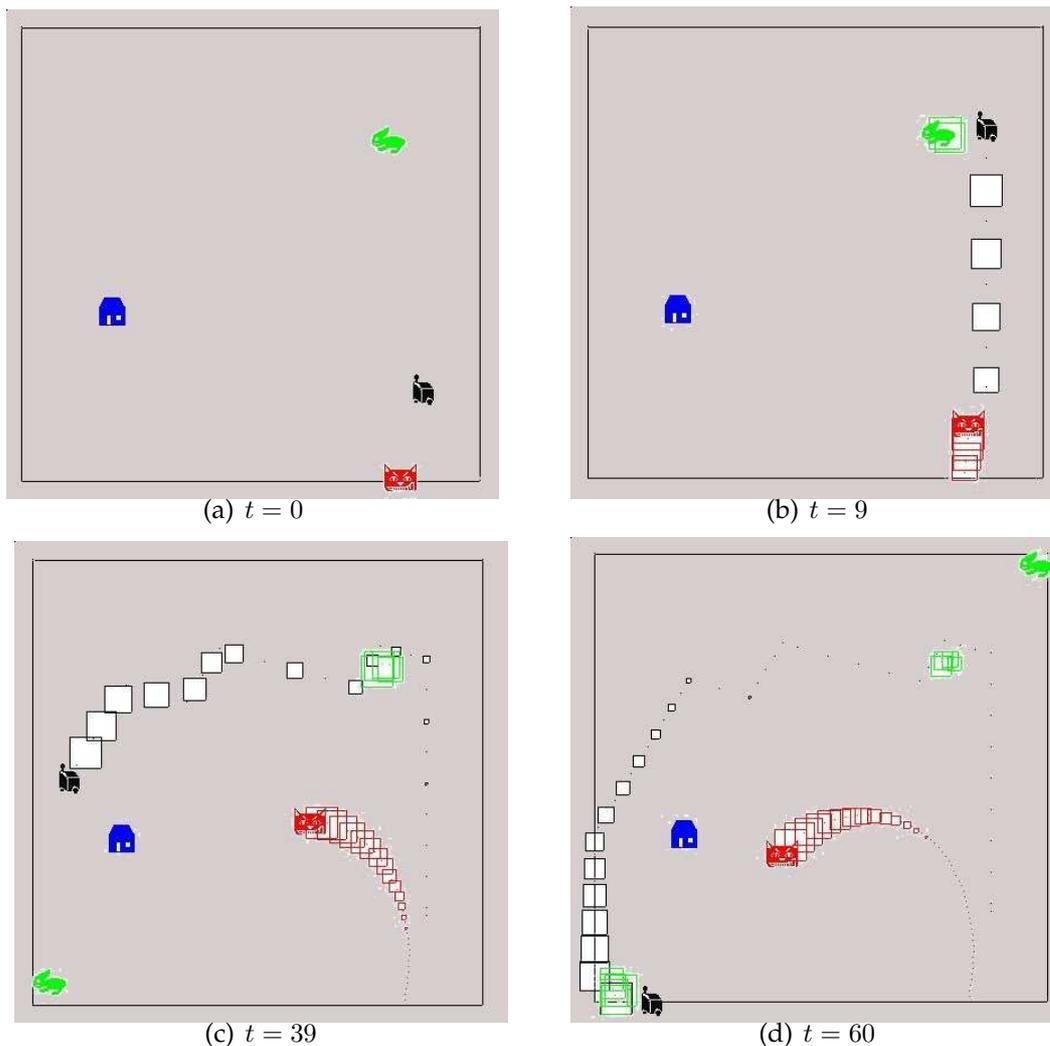 (a) t = 0
(b) t = 9
(c) t = 39
(d) t = 60